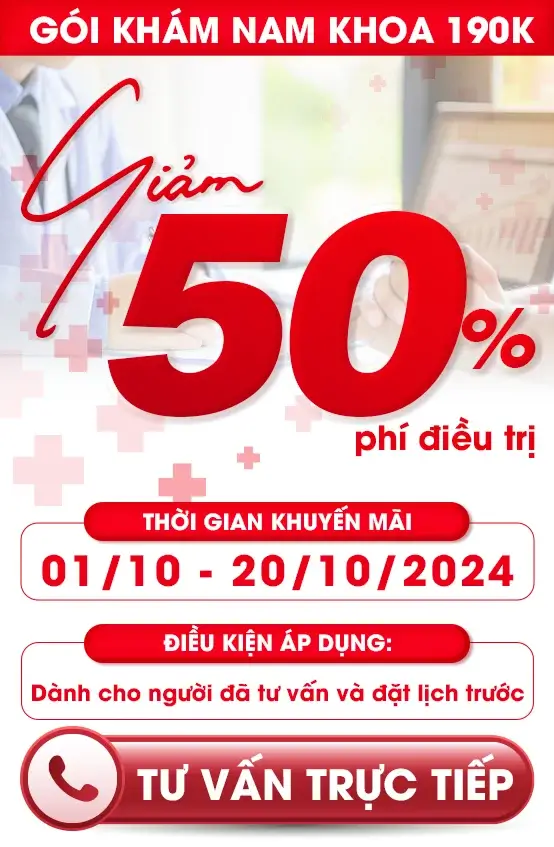 GÓI KHÁM NAM KHOA 190K
Giảm
50%
phí điều trị
THỜI GIAN KHUYẾN MÃI
01/10 - 20/10/2024
ĐIỀU KIỆN ÁP DỤNG:
Dành cho người đã tư vấn và đặt lịch trước
TƯ VẤN TRỰC TIẾP